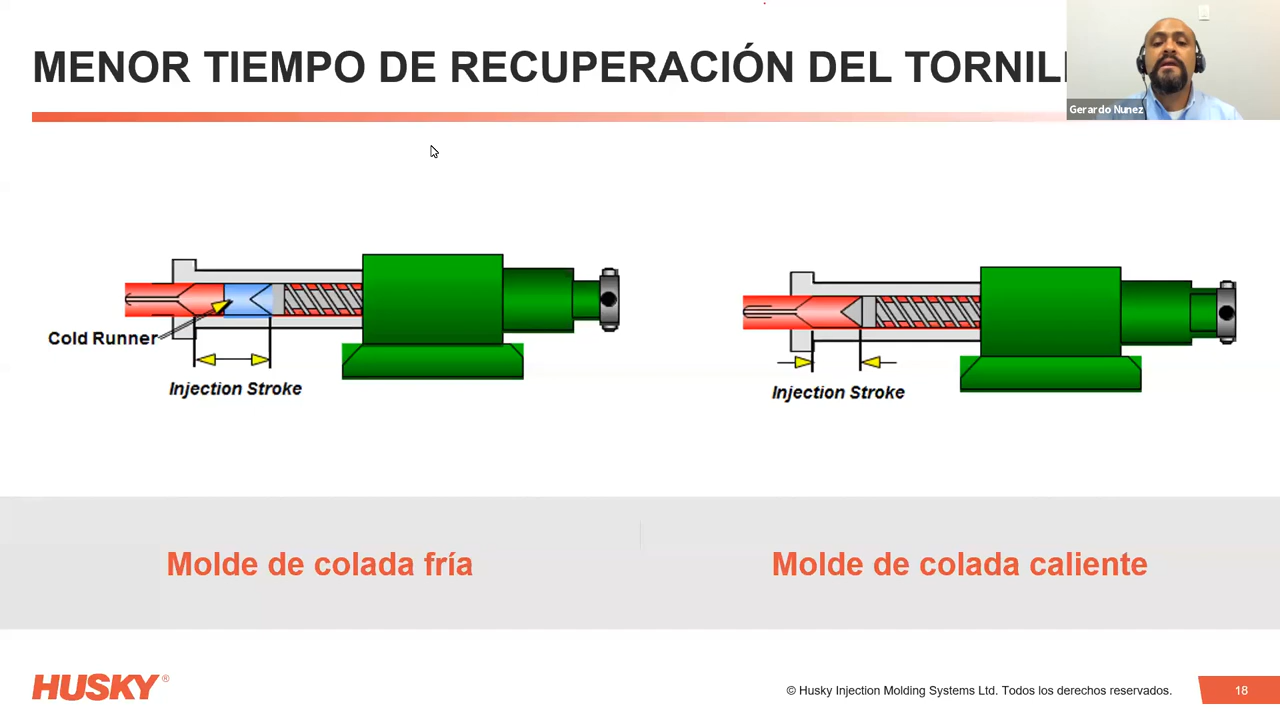 MENOR TIEMPO DE RECUPERACIÓN DEL
Gerardo Nunez
Cold Runner
Injection Stroke
Injection Stroke
Molde de colada fría
Molde de colada caliente
HUSKY®
© Husky Injection Molding Systems Ltd. Todos los derechos reservados.
18